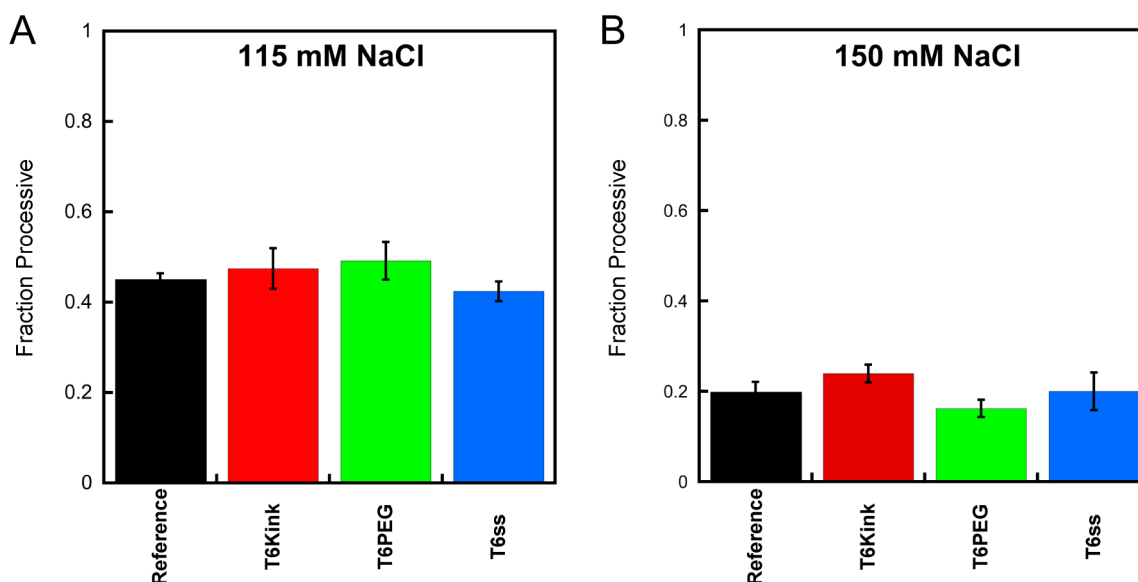 A
115 mM NaCl
Fraction Processive
1
0.8
0.6
0.4
0.2
0
Reference
T6Kink
T6PEG
T6ss
B
150 mM NaCl
Fraction Processive
1
0.8
0.6
0.4
0.2
0
Reference
T6Kink
T6PEG
T6ss